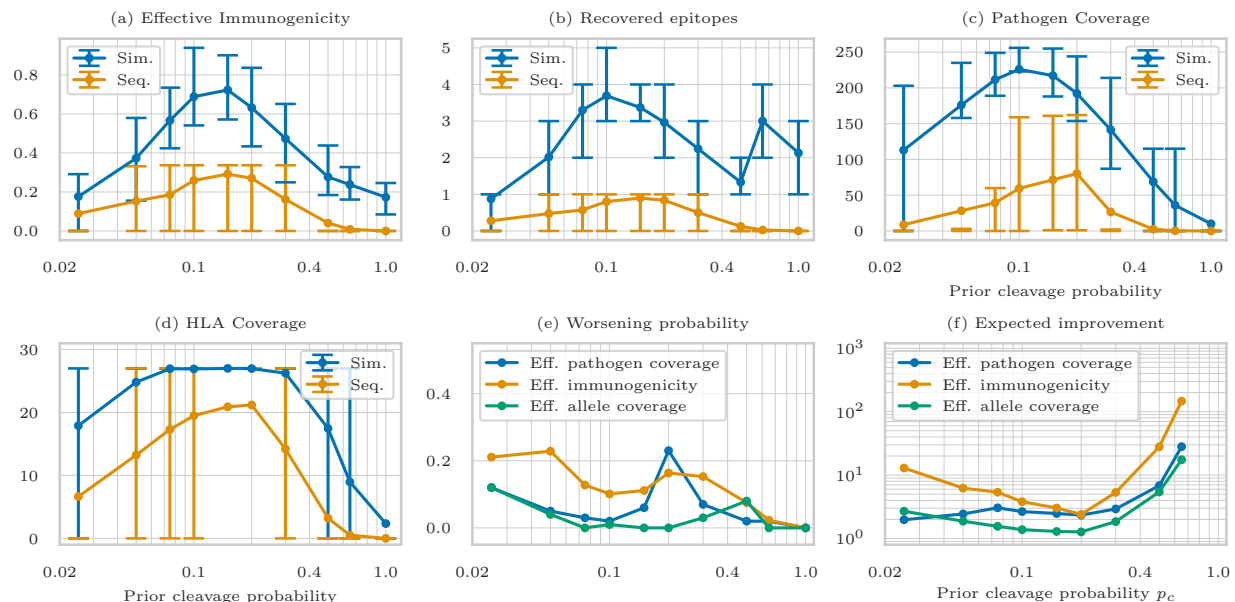 (a) Effective Immunogenicity
(b) Recovered epitopes
(c) Pathogen Coverage
0.8
0.6
0.4
0.2
0.0
Sim.
Seq.
0.02
0.1
0.4
1.0
5
4
3
2
1
0
Sim.
Seq.
0.02
0.1
0.4
1.0
250
200
150
100
50
0
Sim.
Seq.
0.02
0.1
0.4
1.0
Prior cleavage probability
(d) HLA Coverage
(e) Worsening probability
(f) Expected improvement
30
20
10
0
Sim.
Seq.
0.02
0.1
0.4
1.0
Prior cleavage probability
0.4
0.2
0.0
Eff. pathogen coverage
Eff. immunogenicity
Eff. allele coverage
0.02
0.1
0.4
1.0
10³
10²
10¹
10⁰
Eff. pathogen coverage
Eff. immunogenicity
Eff. allele coverage
0.02
0.1
0.4
1.0
Prior cleavage probability p_c